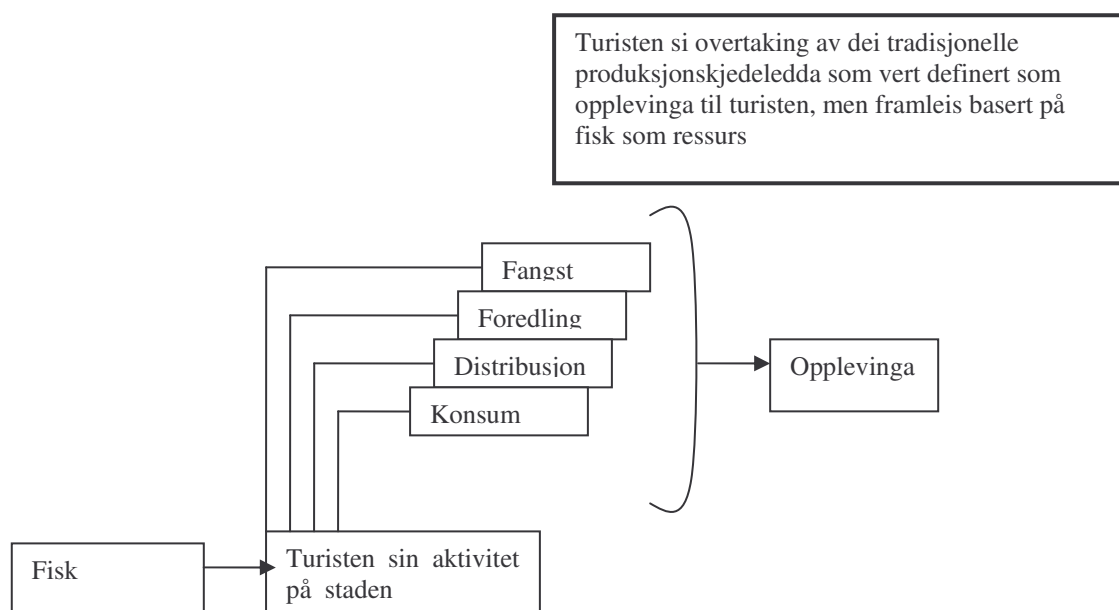 Turisten si overtaking av dei tradisjonelle
produksjonskjedeledda som vert definert som
opplevinga til turisten, men framleis basert på
fisk som ressurs
Fangst
Foredling
Distribusjon
Konsum
Opplevinga
Fisk
Turisten sin aktivitet
på staden